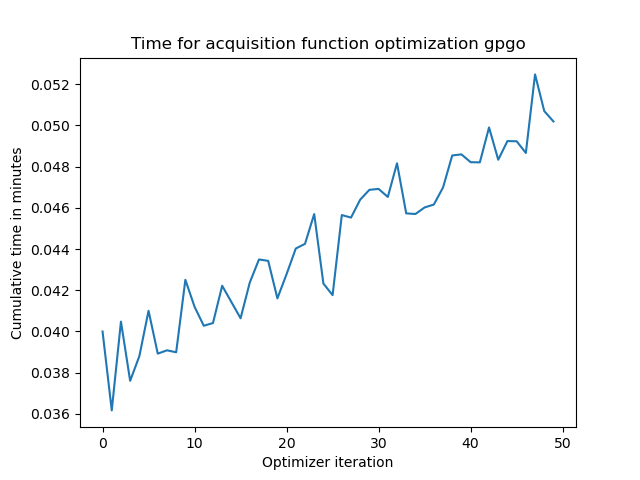 Time for acquisition function optimization gpgo
0.052
0.050
0.048
0.046
0.044
0.042
0.040
0.038
0.036
Cumulative time in minutes
0 10 20 30 40 50
Optimizer iteration